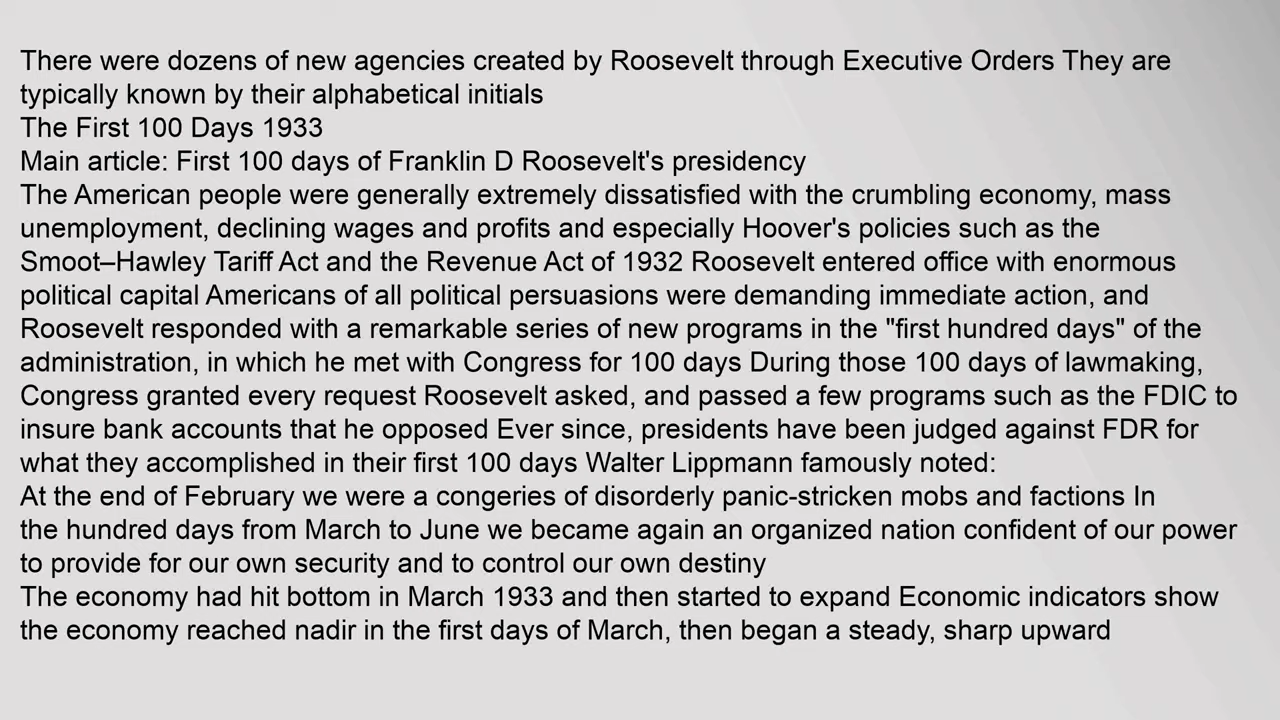 There were dozens of new agencies created by Roosevelt through Executive Orders They are
typically known by their alphabetical initials
The First 100 Days 1933
Main article: First 100 days of Franklin D Roosevelt's presidency
The American people were generally extremely dissatisfied with the crumbling economy, mass
unemployment, declining wages and profits and especially Hoover's policies such as the
Smoot–Hawley Tariff Act and the Revenue Act of 1932 Roosevelt entered office with enormous
political capital Americans of all political persuasions were demanding immediate action, and
Roosevelt responded with a remarkable series of new programs in the "first hundred days" of the
administration, in which he met with Congress for 100 days During those 100 days of lawmaking,
Congress granted every request Roosevelt asked, and passed a few programs such as the FDIC to
insure bank accounts that he opposed Ever since, presidents have been judged against FDR for
what they accomplished in their first 100 days Walter Lippmann famously noted:
At the end of February we were a congeries of disorderly panic-stricken mobs and factions In
the hundred days from March to June we became again an organized nation confident of our power
to provide for our own security and to control our own destiny
The economy had hit bottom in March 1933 and then started to expand Economic indicators show
the economy reached nadir in the first days of March, then began a steady, sharp upward